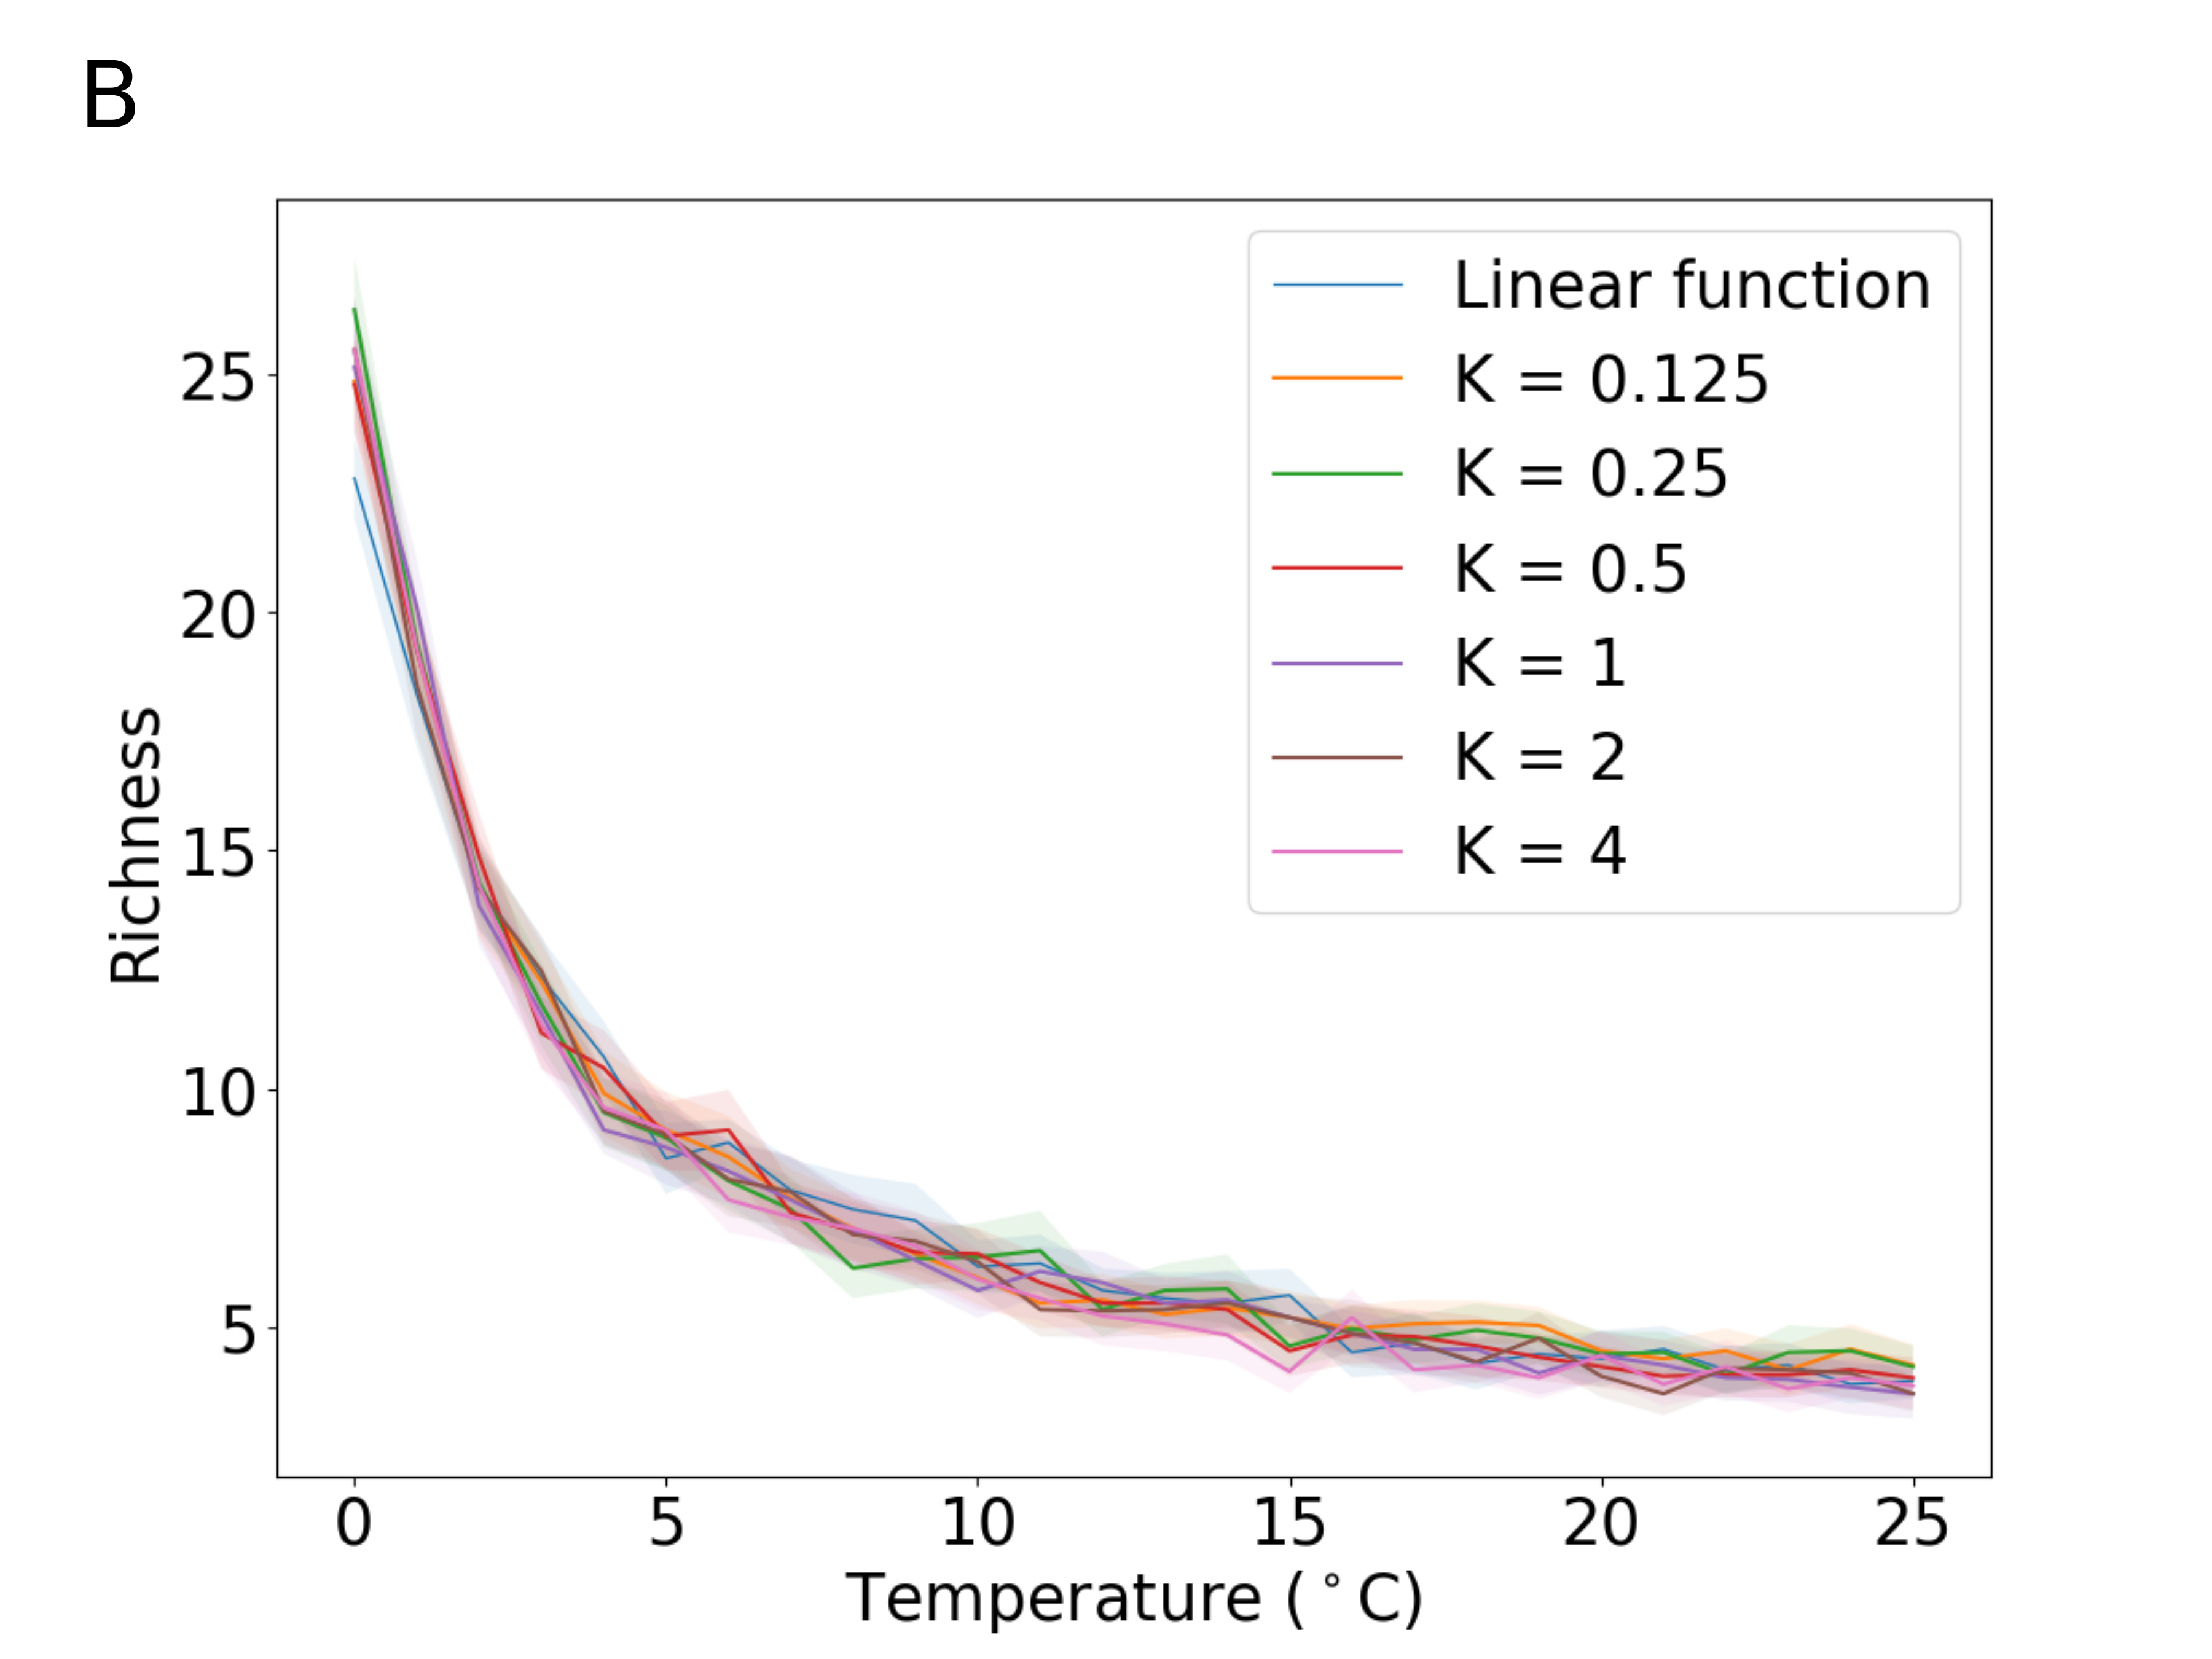 B
Linear function
K = 0.125
K = 0.25
K = 0.5
K = 1
K = 2
K = 4
Richness
25
20
15
10
5
0 5 10 15 20 25
Temperature (°C)